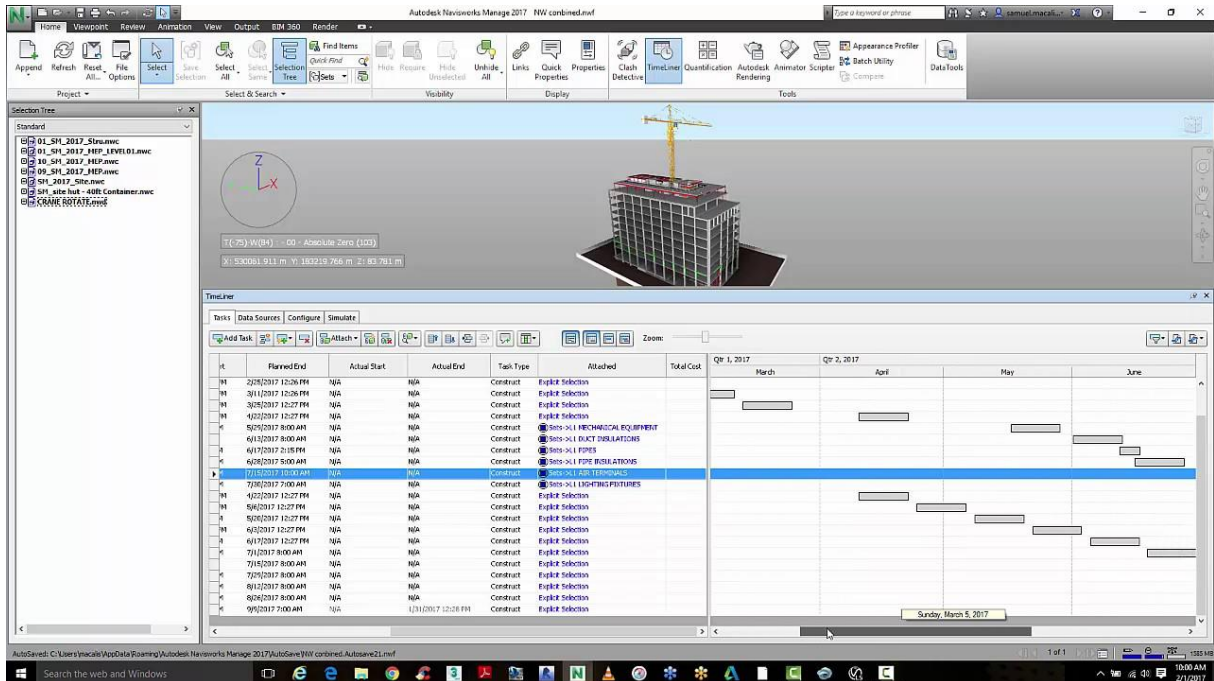 Autodesk Navisworks Manage 2017 NW conbined.nwf
Type a keyword or phrase
samuel.macali...
Home Viewpoint Review Animation View Output BIM 360 Render
Append
Refresh
Reset All...
File Options
Select
Save Selection
Select All
Select Same
Selection Tree
Find Items
Quick Find
Sets
Hide
Require
Hide Unselected
Unhide All
Links
Quick Properties
Properties
Clash Detective
TimeLiner
Quantification
Autodesk Rendering
Animator
Scripter
Appearance Profiler
Batch Utility
Compare
DataTools
Project
Select & Search
Visibility
Display
Tools
Selection Tree
Standard
01_SM_2017_Stru.nwc
01_SM_2017_MEP_LEVEL01.nwc
10_SM_2017_MEP.nwc
09_SM_2017_MEP.nwc
SM_2017_Site.nwc
SM_site hut - 40ft Container.nwc
CRANE ROTATE.nwd
Z
X
T(-75)-W(84) : - 00 - Absolute Zero (103)
X: 530061.911 m Y: 183219.766 m Z: 83.781 m
TimeLiner
Tasks Data Sources Configure Simulate
Add Task
Attach
Zoom:
Planned End Actual Start Actual End Task Type Attached Total Cost
Qtr 1, 2017 Qtr 2, 2017
March April May June
2/25/2017 12:26 PM N/A N/A Construct Explicit Selection
3/11/2017 12:26 PM N/A N/A Construct Explicit Selection
3/25/2017 12:27 PM N/A N/A Construct Explicit Selection
4/22/2017 12:27 PM N/A N/A Construct Explicit Selection
5/29/2017 8:00 AM N/A N/A Construct Sets->L1 MECHANICAL EQUIPMENT
6/13/2017 8:00 AM N/A N/A Construct Sets->L1 DUCT INSULATIONS
6/17/2017 2:15 PM N/A N/A Construct Sets->L1 PIPES
6/28/2017 5:00 AM N/A N/A Construct Sets->L1 PIPE INSULATIONS
7/15/2017 10:00 AM N/A N/A Construct Sets->L1 AIR TERMINALS
7/30/2017 7:00 AM N/A N/A Construct Sets->L1 LIGHTING FIXTURES
4/22/2017 12:27 PM N/A N/A Construct Explicit Selection
5/6/2017 12:27 PM N/A N/A Construct Explicit Selection
5/20/2017 12:27 PM N/A N/A Construct Explicit Selection
6/3/2017 12:27 PM N/A N/A Construct Explicit Selection
6/17/2017 12:27 PM N/A N/A Construct Explicit Selection
7/1/2017 8:00 AM N/A N/A Construct Explicit Selection
7/15/2017 8:00 AM N/A N/A Construct Explicit Selection
7/29/2017 8:00 AM N/A N/A Construct Explicit Selection
8/12/2017 8:00 AM N/A N/A Construct Explicit Selection
8/26/2017 8:00 AM N/A N/A Construct Explicit Selection
9/9/2017 7:00 AM N/A 1/31/2017 12:28 PM Construct Explicit Selection
Sunday, March 5, 2017
AutoSaved: C:\Users\macalis\AppData\Roaming\Autodesk Navisworks Manage 2017\AutoSave\NW conbined.Autosave21.nwf
1 of 1
1585 MB
Search the web and Windows
10:00 AM
2/1/2017